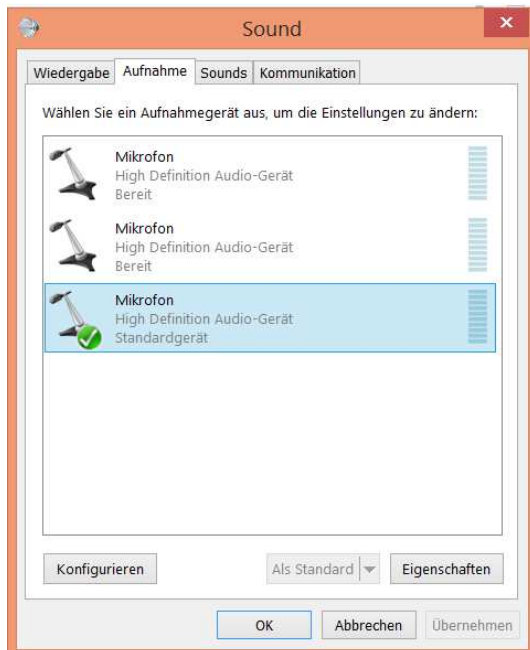 Sound
Wiedergabe Aufnahme Sounds Kommunikation
Wählen Sie ein Aufnahmegerät aus, um die Einstellungen zu ändern:
Mikrofon
High Definition Audio-Gerät
Bereit
Mikrofon
High Definition Audio-Gerät
Bereit
Mikrofon
High Definition Audio-Gerät
Standardgerät
Konfigurieren Als Standard Eigenschaften
OK Abbrechen Übernehmen